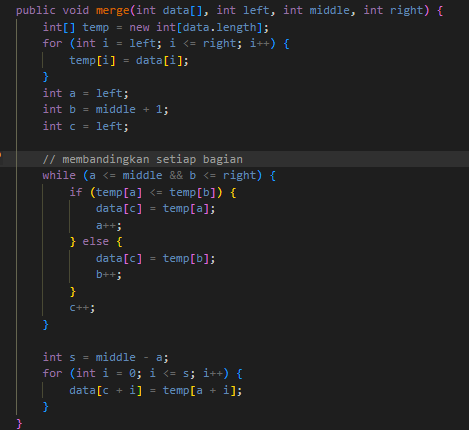 public void merge(int data[], int left, int middle, int right) {
    int[] temp = new int[data.length];
    for (int i = left; i <= right; i++) {
        temp[i] = data[i];
    }
    int a = left;
    int b = middle + 1;
    int c = left;

    // membandingkan setiap bagian
    while (a <= middle && b <= right) {
        if (temp[a] <= temp[b]) {
            data[c] = temp[a];
            a++;
        } else {
            data[c] = temp[b];
            b++;
        }
        c++;
    }

    int s = middle - a;
    for (int i = 0; i <= s; i++) {
        data[c + i] = temp[a + i];
    }
}